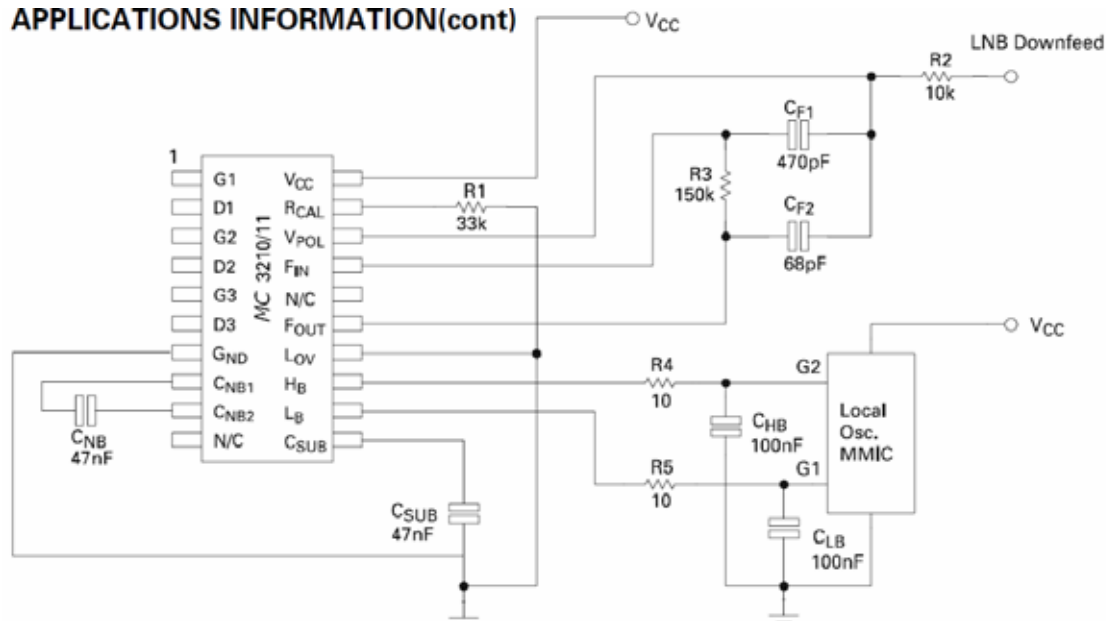 APPLICATIONS INFORMATION(cont)
VCC
LNB Downfeed
R2
10k
CF1
470pF
R3
150k
CF2
68pF
1
G1
VCC
D1
RCAL
G2
VPOL
D2
FIN
G3
N/C
D3
FOUT
GND
LOV
CNB1
HB
CNB2
LB
N/C
CSUB
MC 3210/11
R1
33k
CNB
47nF
CSUB
47nF
R4
10
CHB
100nF
R5
10
CLB
100nF
VCC
G2
Local
Osc.
MMIC
G1